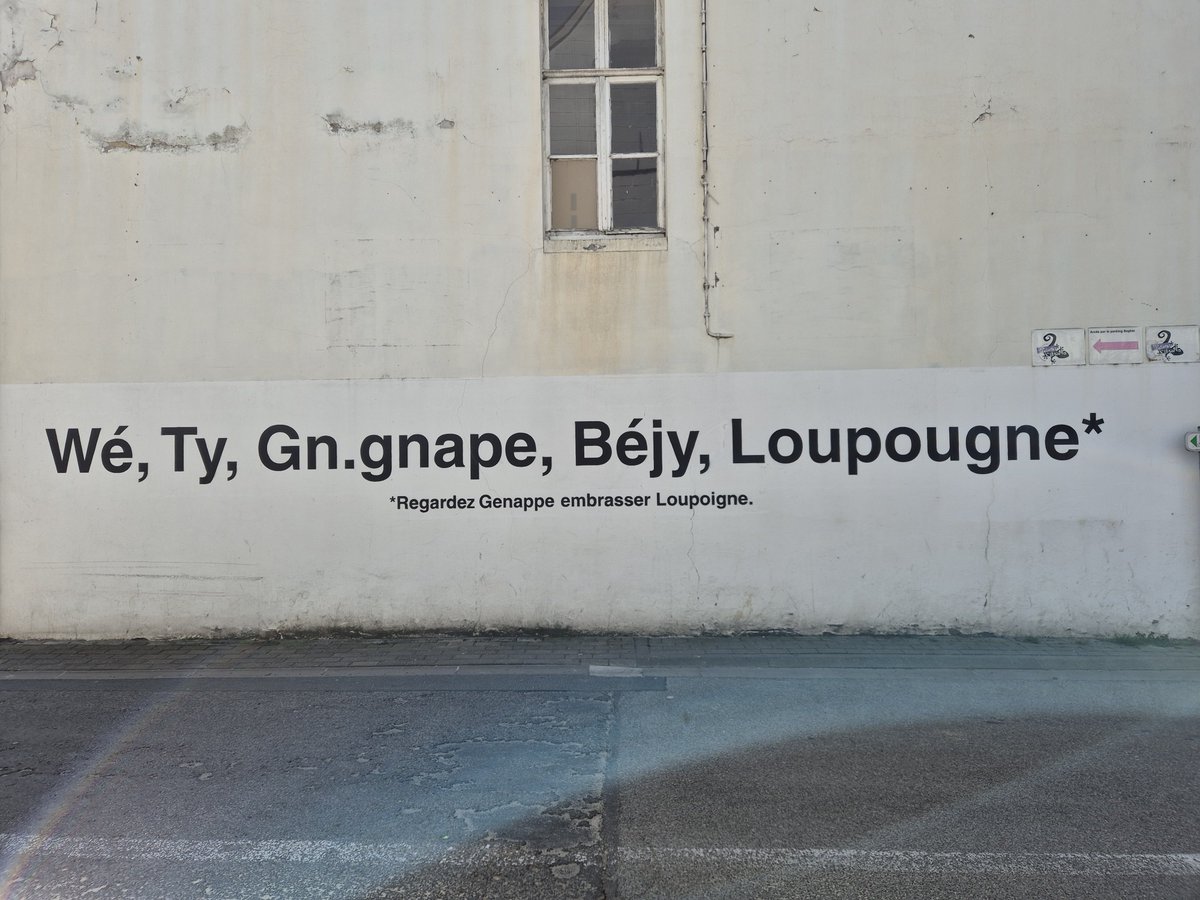 Wé, Ty, Gn.gnape, Béjy, Loupougne*
*Regardez Genappe embrasser Loupoigne.